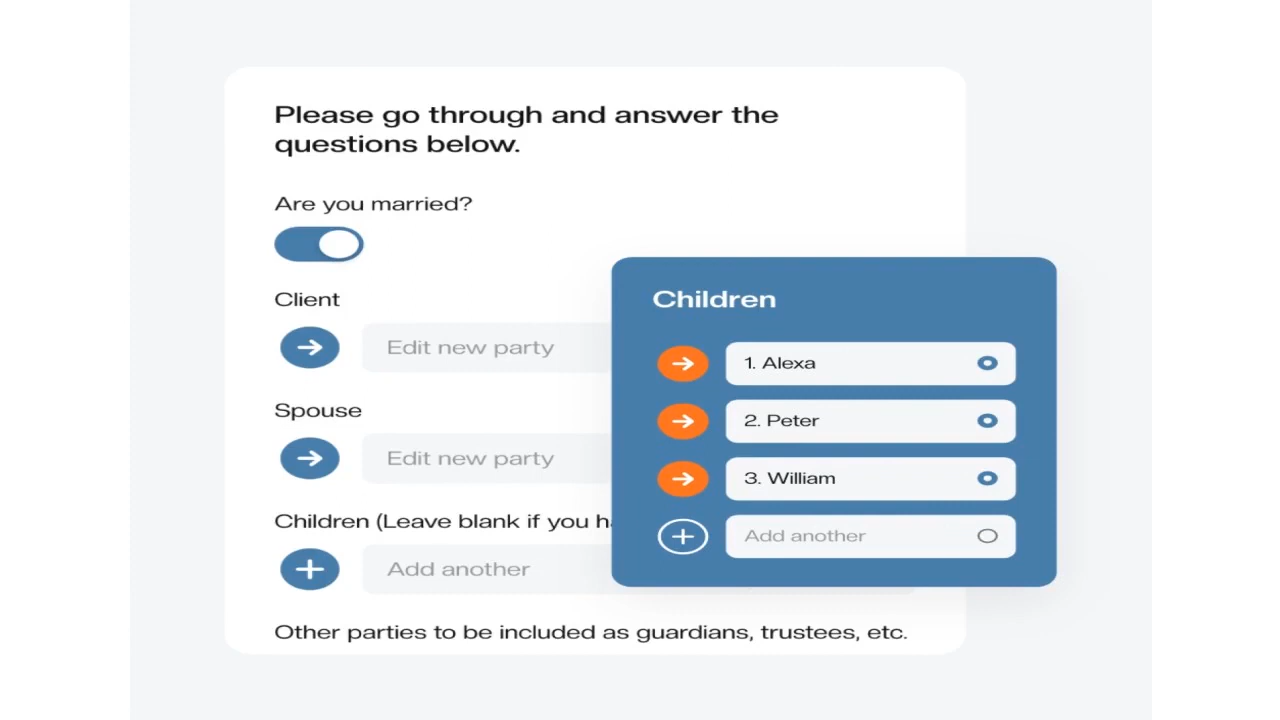 Please go through and answer the
questions below.
Are you married?
Client
Edit new party
Spouse
Edit new party
Children (Leave blank if you
Add another
Other parties to be included as guardians, trustees, etc.
Children
1. Alexa
2. Peter
3. William
Add another